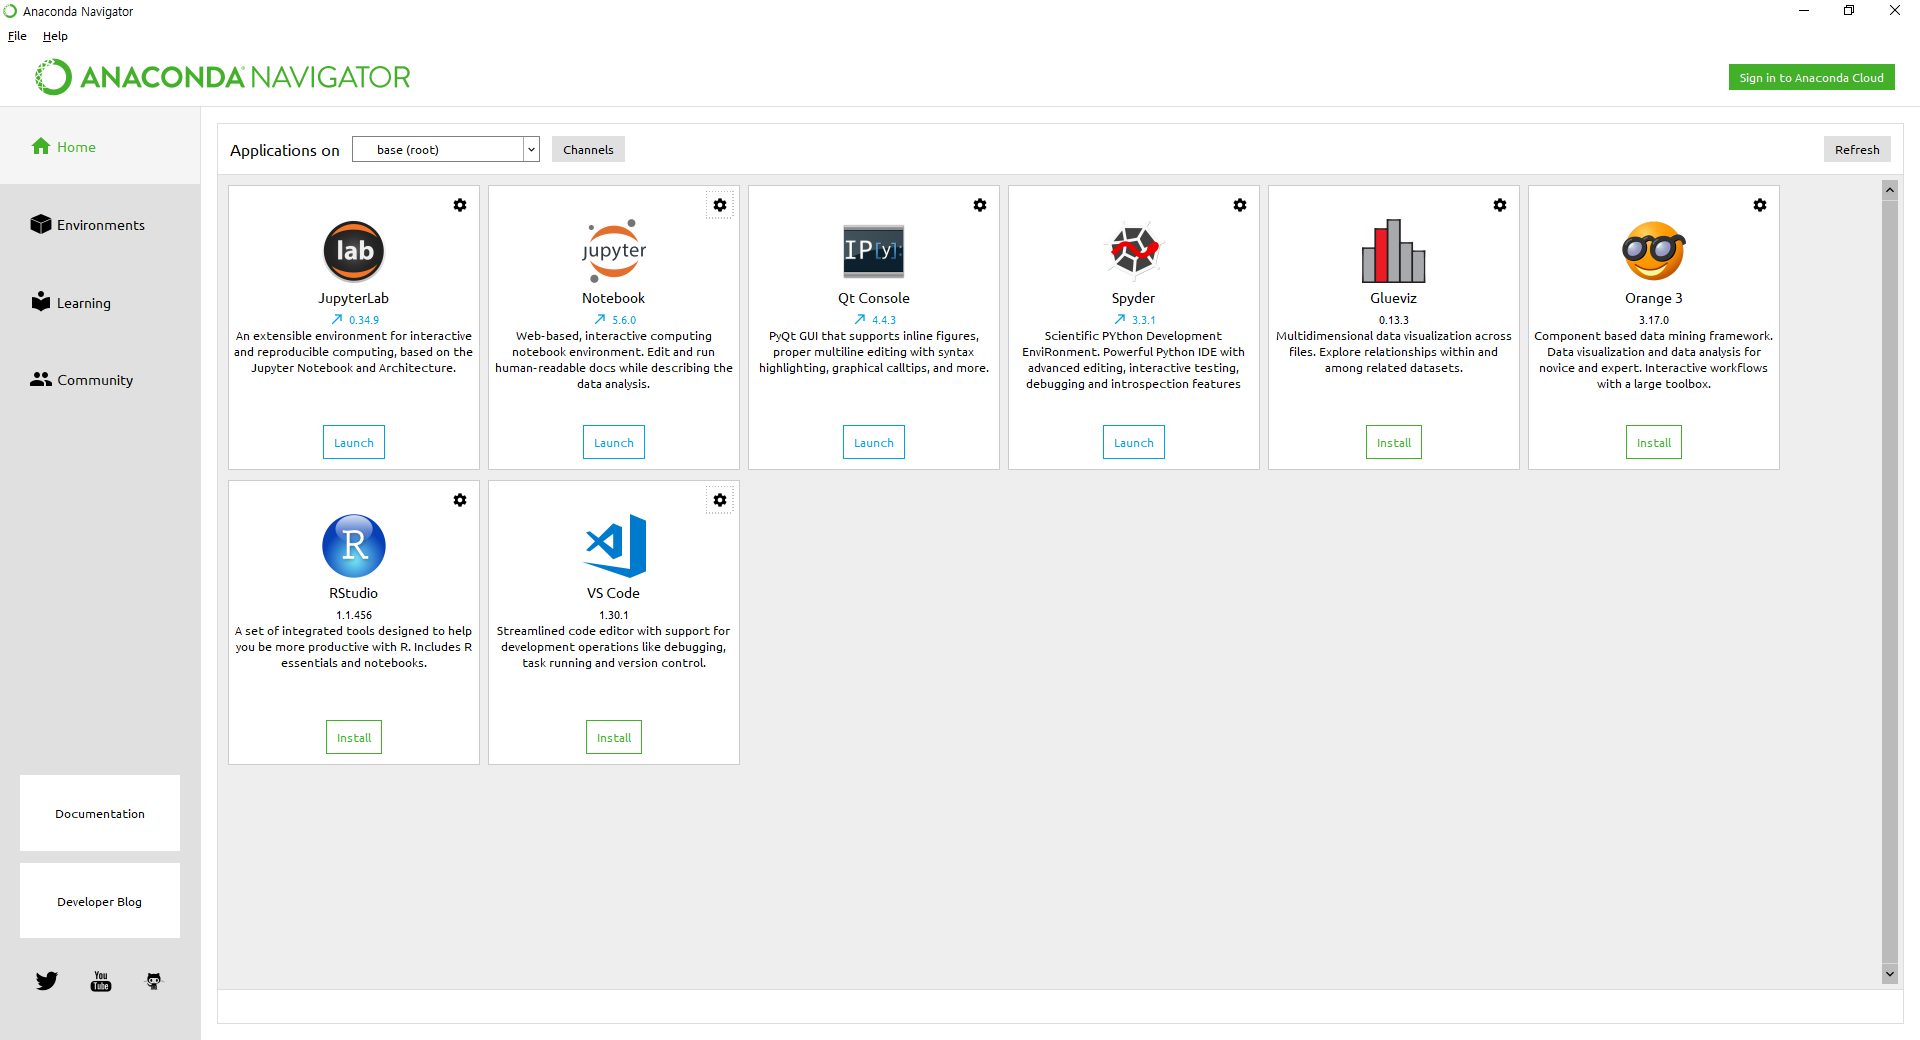 Anaconda Navigator
File Help
ANACONDA NAVIGATOR
Sign in to Anaconda Cloud
Home
Environments
Learning
Community
Documentation
Developer Blog
You
Tube
Applications on base (root) Channels Refresh
lab
JupyterLab
0.34.9
An extensible environment for interactive
and reproducible computing, based on the
Jupyter Notebook and Architecture.
Launch
jupyter
Notebook
5.6.0
Web-based, interactive computing
notebook environment. Edit and run
human-readable docs while describing the
data analysis.
Launch
IP[y]:
Qt Console
4.4.3
PyQt GUI that supports inline figures,
proper multiline editing with syntax
highlighting, graphical calltips, and more.
Launch
Spyder
3.3.1
Scientific PYthon Development
EnviRonment. Powerful Python IDE with
advanced editing, interactive testing,
debugging and introspection features
Launch
Glueviz
0.13.3
Multidimensional data visualization across
files. Explore relationships within and
among related datasets.
Install
Orange 3
3.17.0
Component based data mining framework.
Data visualization and data analysis for
novice and expert. Interactive workflows
with a large toolbox.
Install
R
RStudio
1.1.456
A set of integrated tools designed to help
you be more productive with R. Includes R
essentials and notebooks.
Install
VS Code
1.30.1
Streamlined code editor with support for
development operations like debugging,
task running and version control.
Install